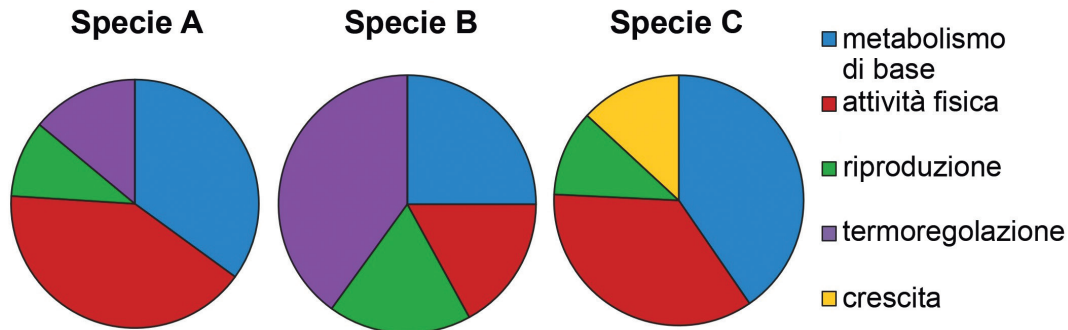 Specie A
Specie B
Specie C
metabolismo
di base
attività fisica
riproduzione
termoregolazione
crescita